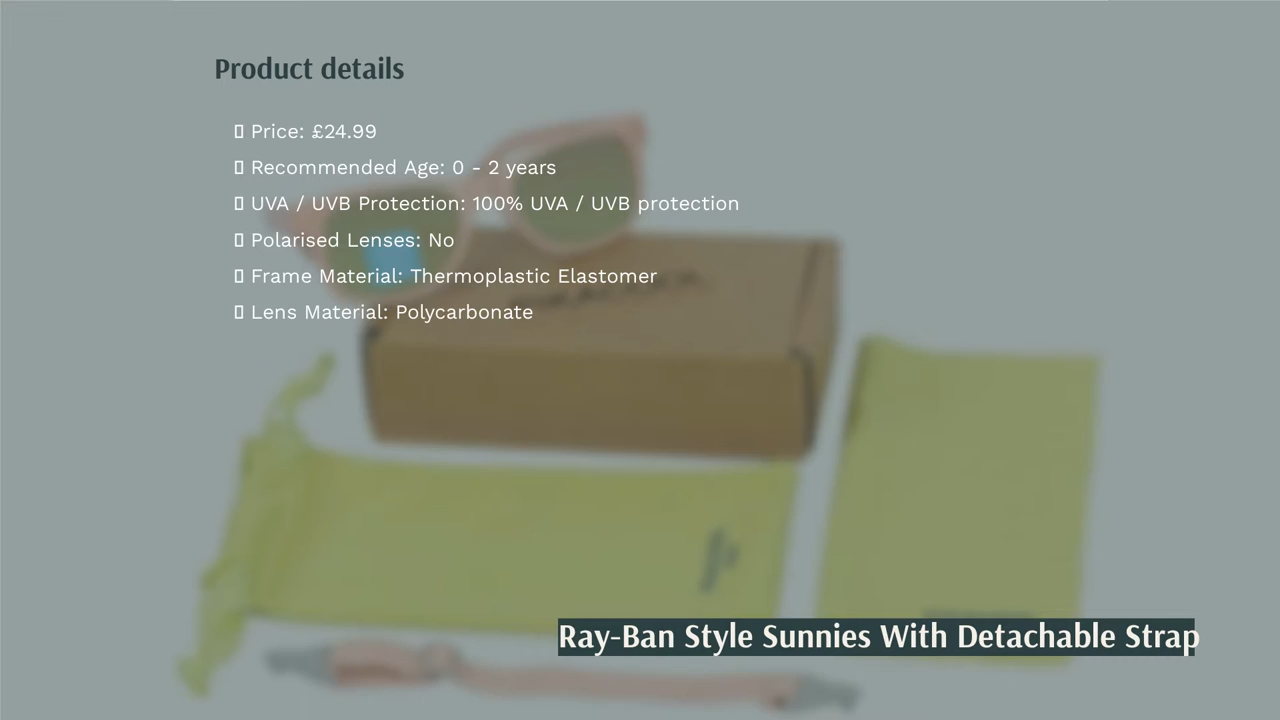 Product details
▯ Price: £24.99
▯ Recommended Age: 0 - 2 years
▯ UVA / UVB Protection: 100% UVA / UVB protection
▯ Polarised Lenses: No
▯ Frame Material: Thermoplastic Elastomer
▯ Lens Material: Polycarbonate
Ray-Ban Style Sunnies With Detachable Strap